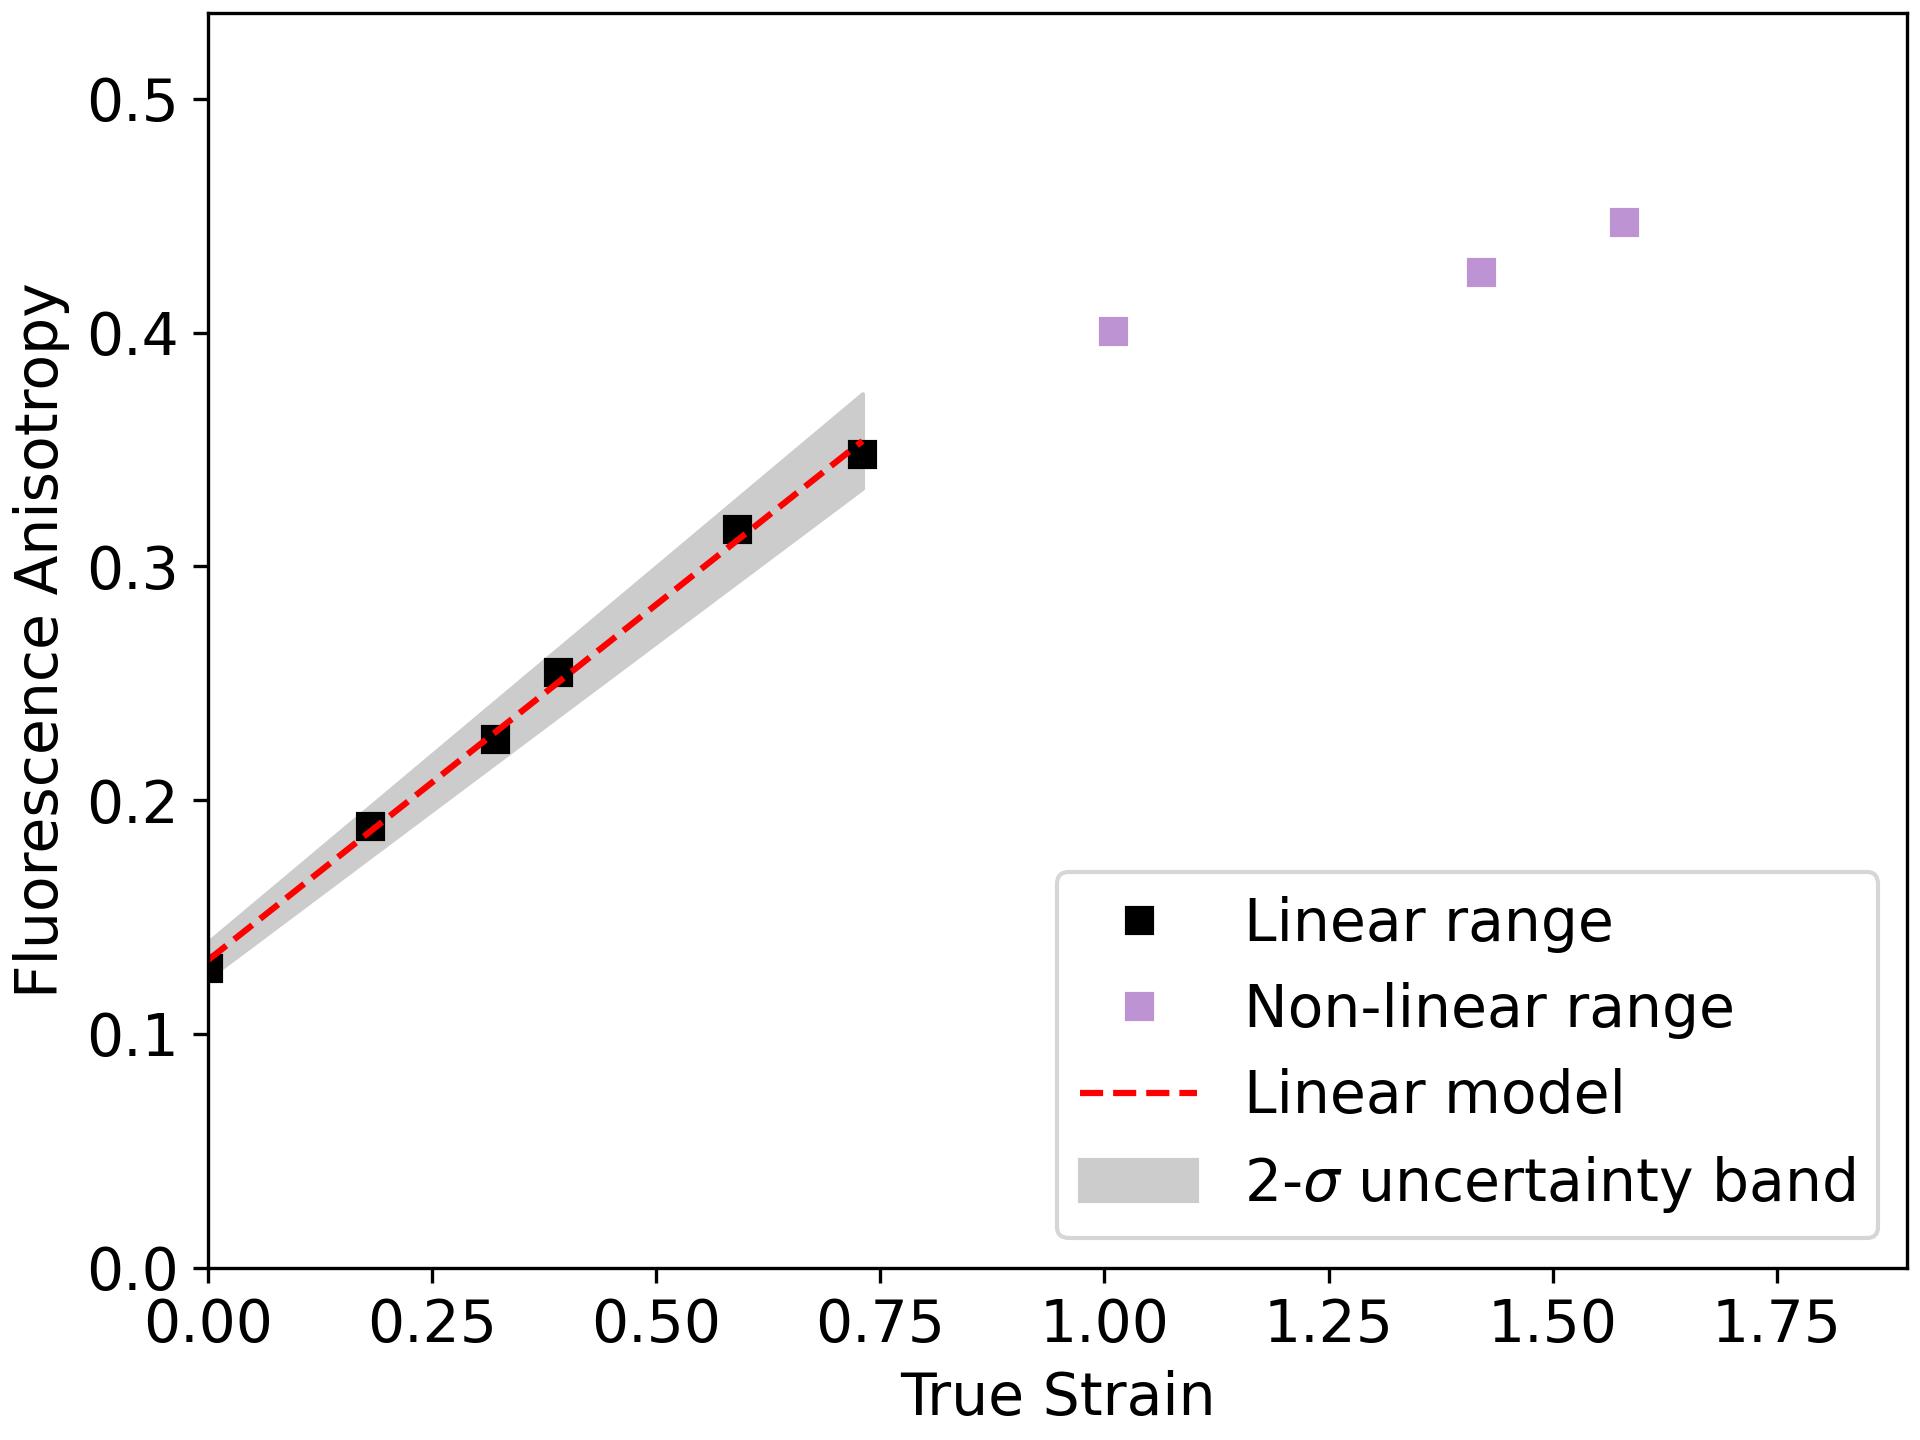 0.5
0.4
0.3
0.2
0.1
0.0
Fluorescence Anisotropy
0.00 0.25 0.50 0.75 1.00 1.25 1.50 1.75
True Strain
Linear range
Non-linear range
Linear model
2-σ uncertainty band